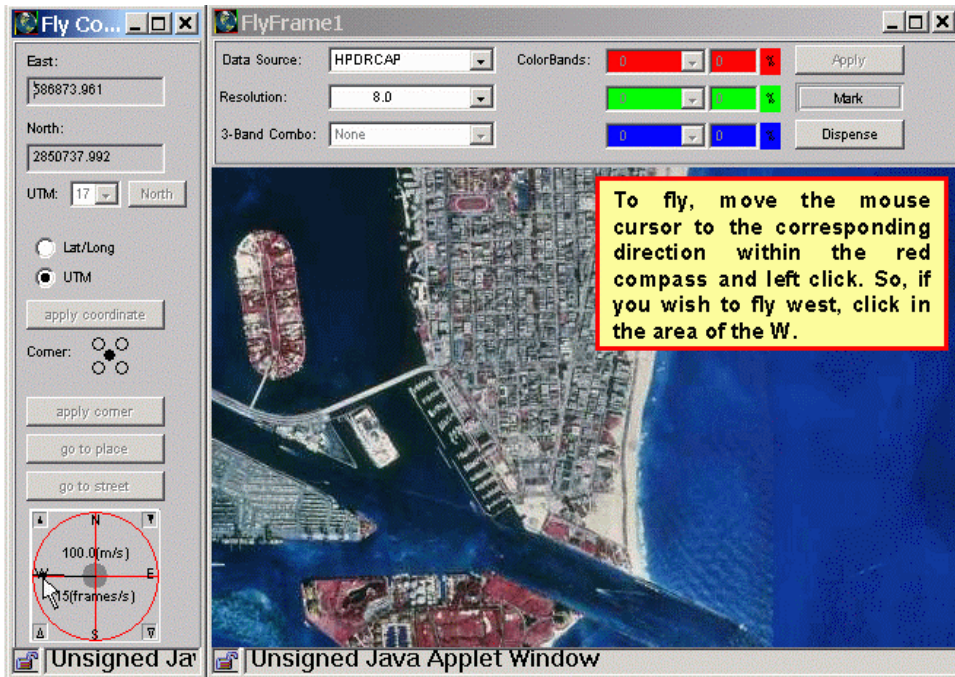 Fly Co...
East:
586873.961
North:
2850737.992
UTM: 17 North
Lat/Long
UTM
apply coordinate
Corner:
apply corner
go to place
go to street
N
100.0(m/s)
W E
15(frames/s)
S
Unsigned Ja
FlyFrame1
Data Source: HPDRCAP ColorBands: 0 0 % Apply
Resolution: 8.0 0 0 % Mark
3-Band Combo: None 0 0 % Dispense
To fly, move the mouse
cursor to the corresponding
direction within the red
compass and left click. So, if
you wish to fly west, click in
the area of the W.
Unsigned Java Applet Window